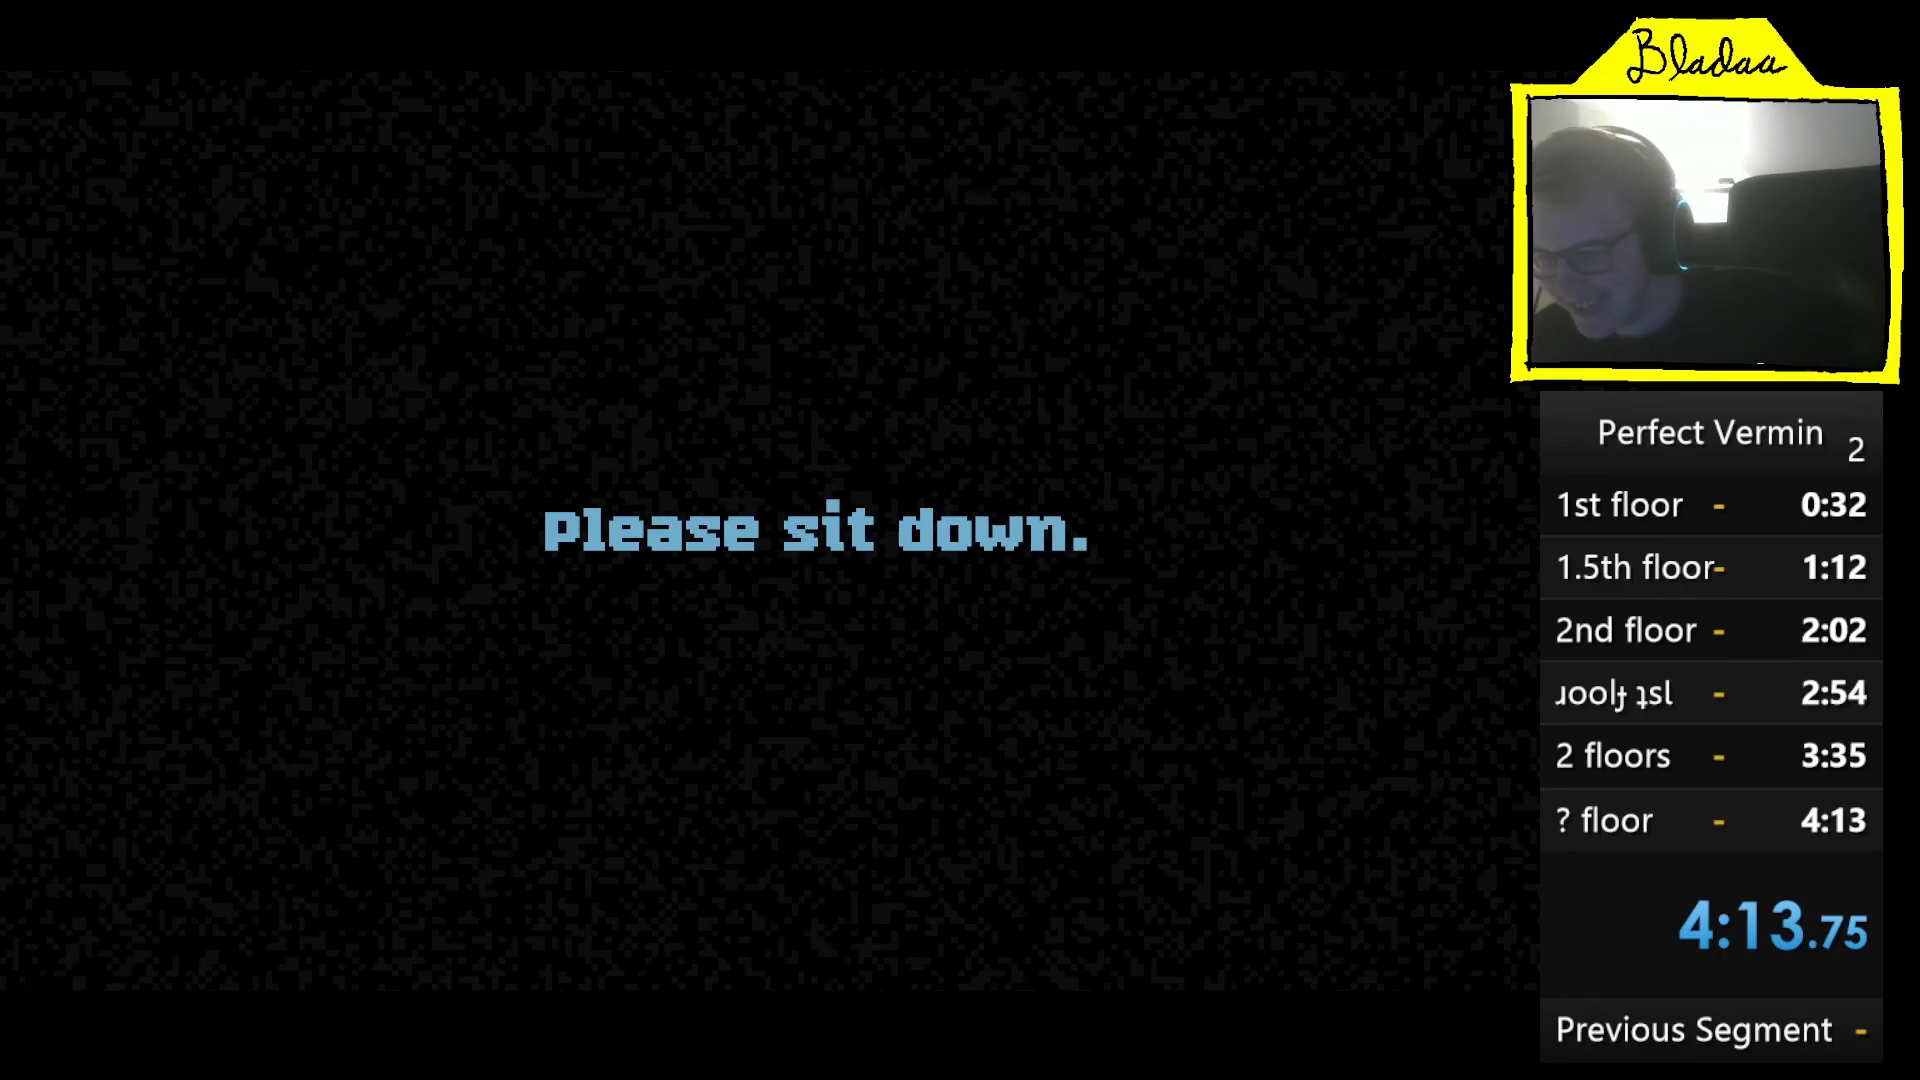 Bladaa
Please sit down.
Perfect Vermin
2
1st floor - 0:32
1.5th floor- 1:12
2nd floor - 2:02
ɹooʃɟ ʇsl - 2:54
2 floors - 3:35
? floor - 4:13
4:13.75
Previous Segment -